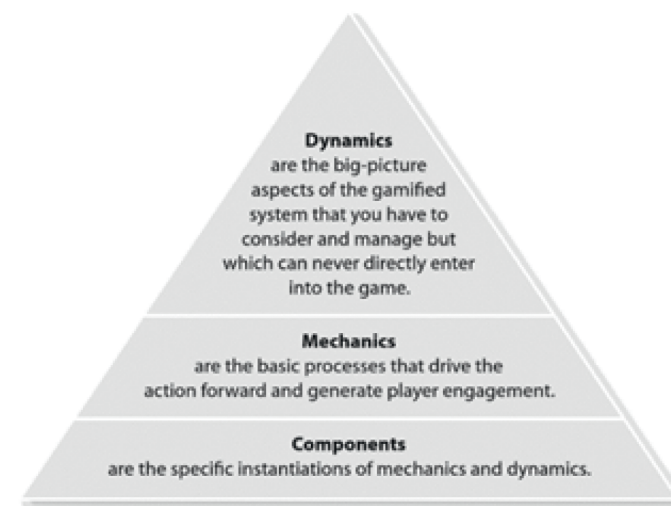 Dynamics
are the big-picture
aspects of the gamified
system that you have to
consider and manage but
which can never directly enter
into the game.
Mechanics
are the basic processes that drive the
action forward and generate player engagement.
Components
are the specific instantiations of mechanics and dynamics.